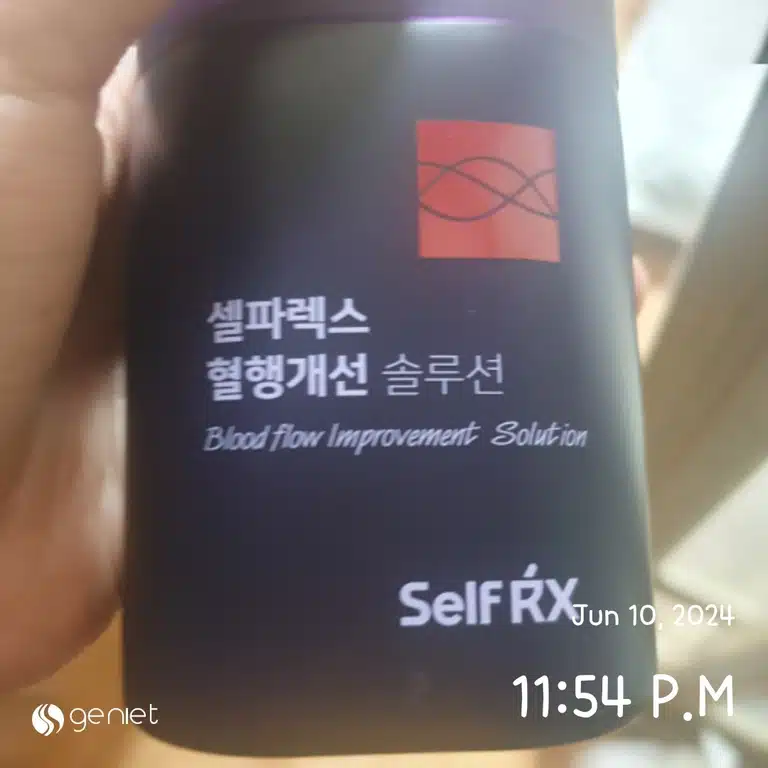 셀파렉스
혈행개선 솔루션
Blood flow Improvement Solution
Self ŔX
Jun 10, 2024
11:54 P.M
geniet